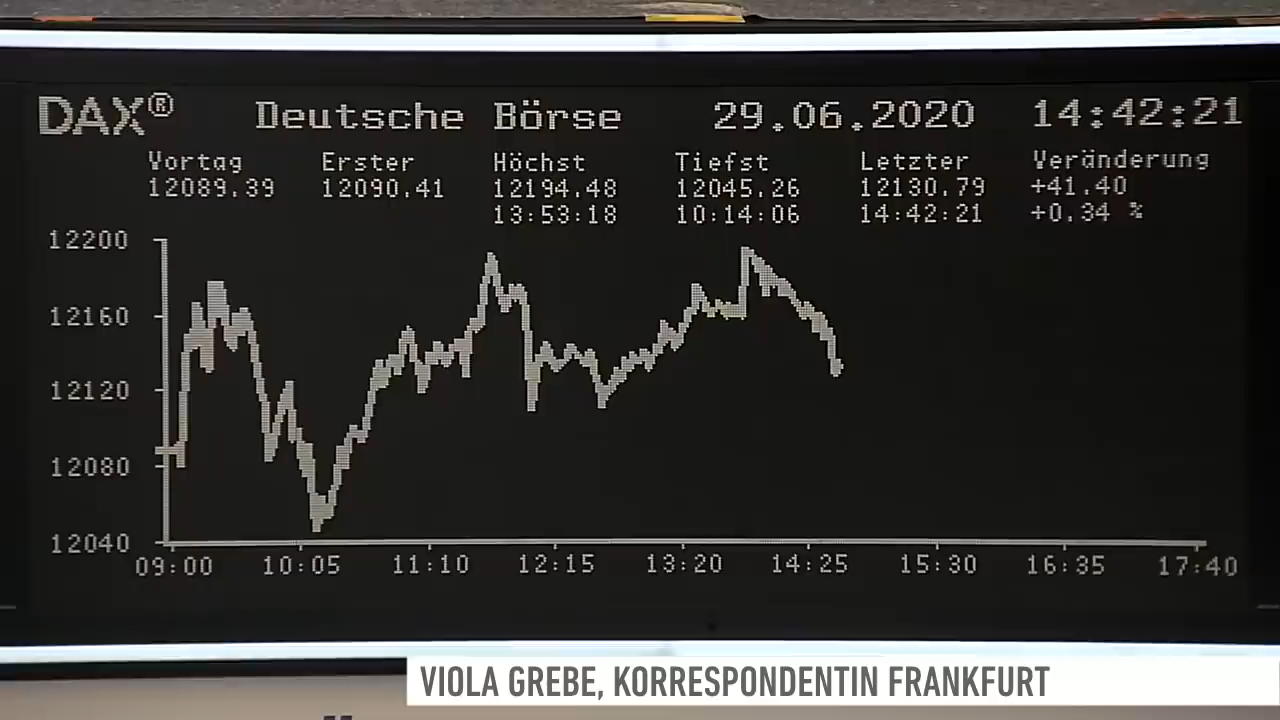 DAX® Deutsche Börse 29.06.2020 14:42:21
Vortag Erster Höchst Tiefst Letzter Veränderung
12089.39 12090.41 12194.48 12045.26 12130.79 +41.40
13:53:18 10:14:06 14:42:21 +0.34 %
12200
12160
12120
12080
12040
09:00 10:05 11:10 12:15 13:20 14:25 15:30 16:35 17:40
VIOLA GREBE, KORRESPONDENTIN FRANKFURT